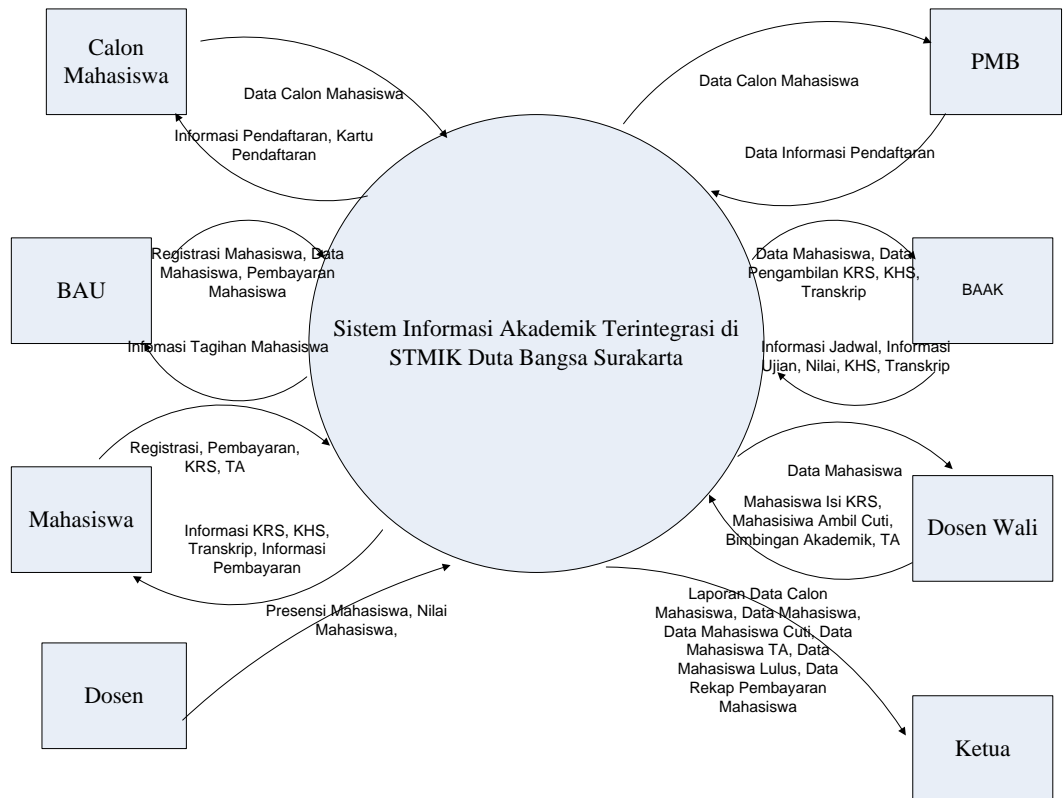 Calon
Mahasiswa
PMB
Data Calon Mahasiswa
Data Calon Mahasiswa
Informasi Pendaftaran, Kartu
Pendaftaran
Data Informasi Pendaftaran
BAU
Registrasi Mahasiswa, Data
Mahasiswa, Pembayaran
Mahasiswa
Data Mahasiswa, Data
Pengambilan KRS, KHS,
Transkrip
BAAK
Sistem Informasi Akademik Terintegrasi di
STMIK Duta Bangsa Surakarta
Infomasi Tagihan Mahasiswa
Informasi Jadwal, Informasi
Ujian, Nilai, KHS, Transkrip
Mahasiswa
Registrasi, Pembayaran,
KRS, TA
Data Mahasiswa
Informasi KRS, KHS,
Transkrip, Informasi
Pembayaran
Mahasiswa Isi KRS,
Mahasisiwa Ambil Cuti,
Bimbingan Akademik, TA
Dosen Wali
Presensi Mahasiswa, Nilai
Mahasiswa,
Laporan Data Calon
Mahasiswa, Data Mahasiswa,
Data Mahasiswa Cuti, Data
Mahasiswa TA, Data
Mahasiswa Lulus, Data
Rekap Pembayaran
Mahasiswa
Dosen
Ketua